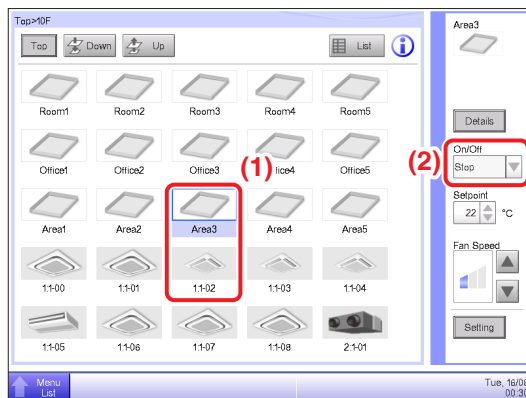 Top>10F
Top Down Up List
Room1 Room2 Room3 Room4 Room5
Office1 Office2 Office3 Office5
(1)
Area1 Area2 Area3 Area4 Area5
1:1-00 1:1-01 1:1-02 1:1-03 1:1-04
1:1-05 1:1-06 1:1-07 1:1-08 2:1-01
Area3
Details
(2)
On/Off
Stop
Setpoint
22 °C
Fan Speed
Setting
Menu
List
Tue, 16/08
00:30